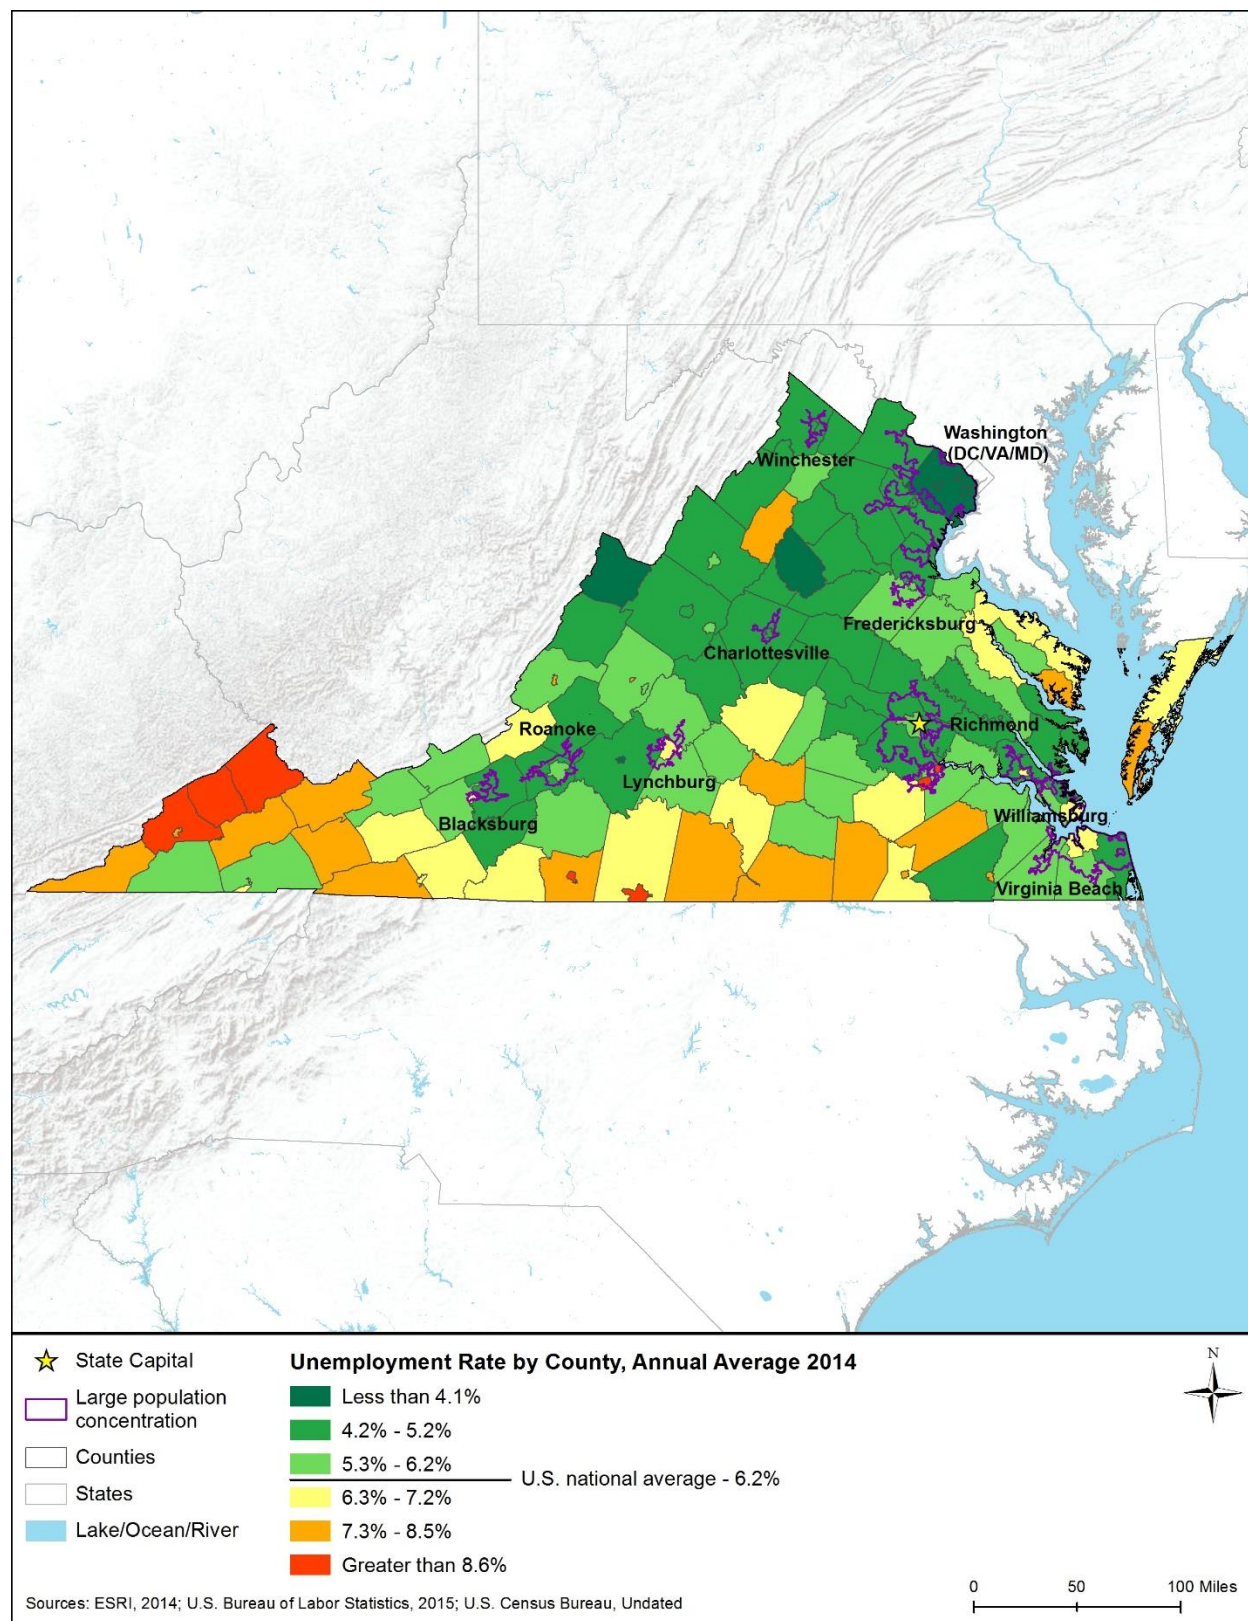 Washington
(DC/VA/MD)
Winchester
Fredericksburg
Charlottesville
Roanoke
Richmond
Lynchburg
Blacksburg
Williamsburg
Virginia Beach
State Capital
Large population
concentration
Counties
States
Lake/Ocean/River
Unemployment Rate by County, Annual Average 2014
Less than 4.1%
4.2% - 5.2%
5.3% - 6.2%
U.S. national average - 6.2%
6.3% - 7.2%
7.3% - 8.5%
Greater than 8.6%
N
0 50 100 Miles
Sources: ESRI, 2014; U.S. Bureau of Labor Statistics, 2015; U.S. Census Bureau, Undated